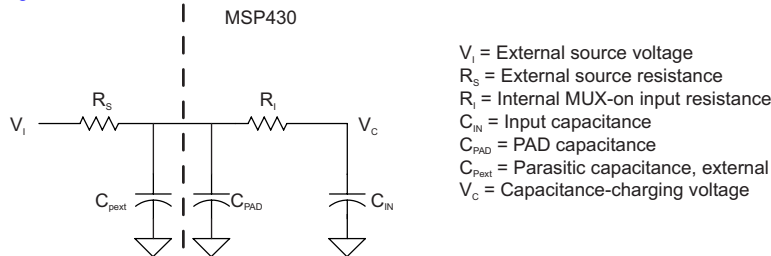 MSP430
R_S
R_I
V_I
V_C
C_pext
C_PAD
C_IN
V_I = External source voltage
R_S = External source resistance
R_I = Internal MUX-on input resistance
C_IN = Input capacitance
C_PAD = PAD capacitance
C_Pext = Parasitic capacitance, external
V_C = Capacitance-charging voltage